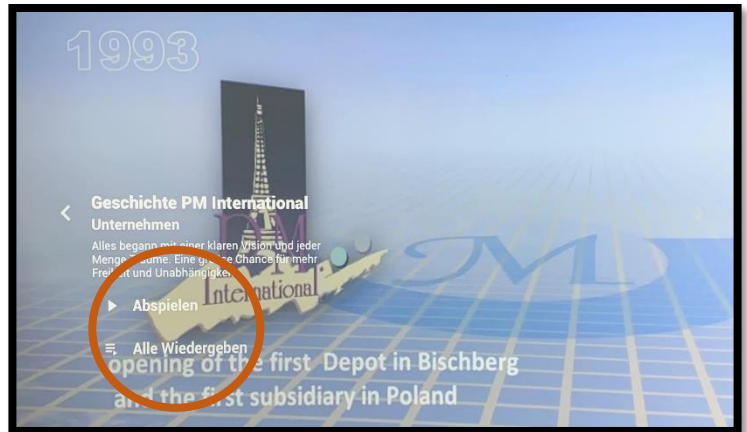 1993
Geschichte PM International
Unternehmen
Alles begann mit einer klaren Vision und jeder
Menge Träume. Eine grosse Chance für mehr
Freiheit und Unabhängigkeit
PM
International
M
Abspielen
Alle Wiedergeben
opening of the first Depot in Bischberg
and the first subsidiary in Poland